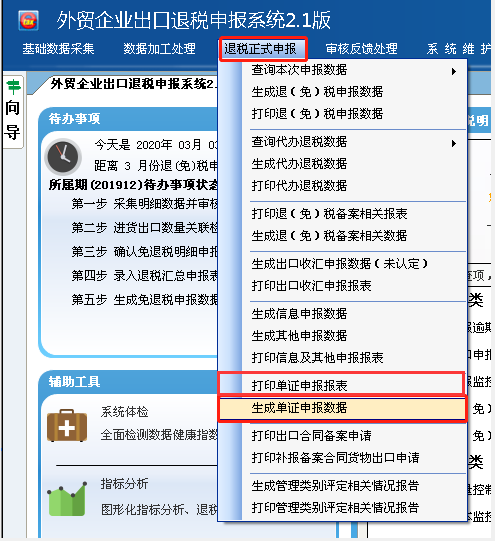 外贸企业出口退税申报系统2.1版
基础数据采集 数据加工处理 退税正式申报 审核反馈处理 系统维护
向导
外贸企业出口退税申报系统2.
待办事项
今天是 2020年 03月 03
距离 3 月份退(免)税申
所属期(201912)待办事项状态
第一步 采集明细数据并审核
第二步 进货出口数量关联检
第三步 确认免退税明细申报
第四步 录入退税汇总申报表
第五步 生成免退税申报数据
辅助工具
系统体检
全面检测数据健康指数
指标分析
图形化指标分析、退税
查询本次申报数据
生成退(免)税申报数据
打印退(免)税申报数据
查询代办退税数据
生成代办退税数据
打印代办退税数据
打印退(免)税备案相关报表
生成退(免)税备案相关数据
生成出口收汇申报数据(未认定)
打印出口收汇申报报表
生成信息申报数据
生成其他申报数据
打印信息及其他申报报表
打印单证申报报表
生成单证申报数据
打印出口合同备案申请
打印补报备案合同货物出口申请
生成管理类别评定相关情况报告
打印管理类别评定相关情况报告
说明
查项
类
报逾期
口申报
报监控
免)
免)
类
量控制
本监控